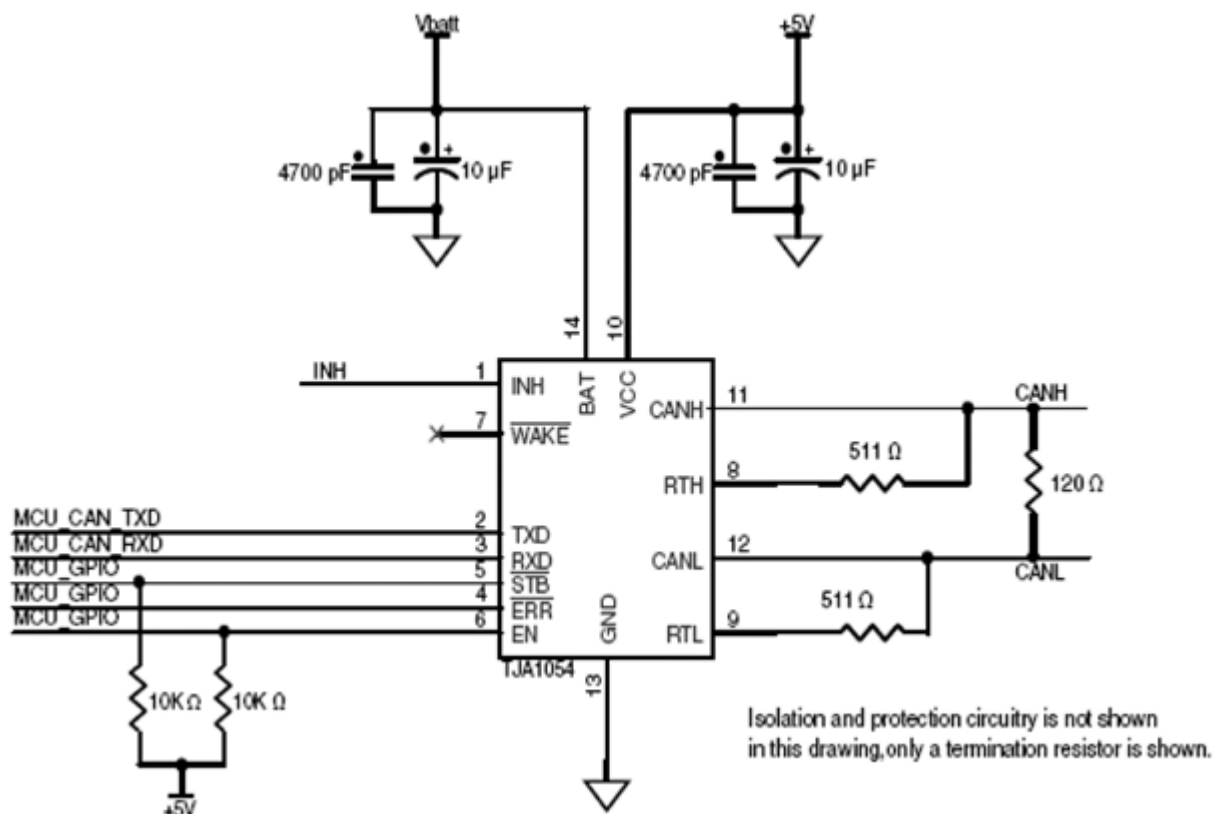 Vbatt
+5V
4700 pF
+
10 µF
4700 pF
+
10 µF
14
10
INH
1
INH
BAT
VCC
CANH
11
CANH
7
WAKE
511 Ω
RTH
8
120 Ω
MCU_CAN_TXD
2
TXD
MCU_CAN_RXD
3
RXD
CANL
12
CANL
MCU_GPIO
5
STB
MCU_GPIO
4
ERR
511 Ω
MCU_GPIO
6
EN
GND
RTL
9
TJA1054
13
10K Ω
10K Ω
+5V
Isolation and protection circuitry is not shown
in this drawing,only a termination resistor is shown.